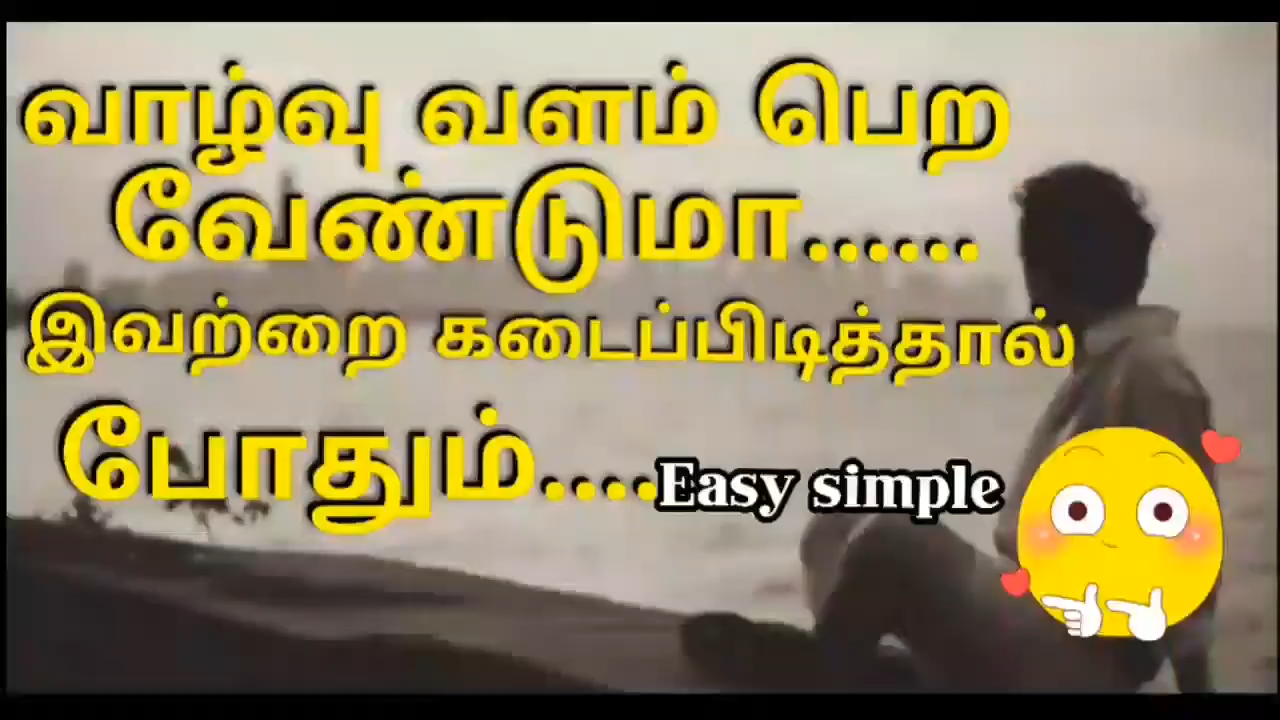 வாழ்வு வளம் பெற
வேண்டுமா......
இவற்றை கடைப்பிடித்தால்
போதும்....Easy simple